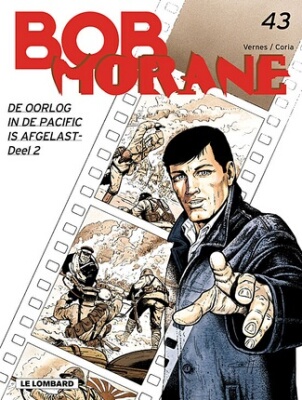 BOB
MORANE
43
Vernes / Coria
DE OORLOG
IN DE PACIFIC
IS AFGELAST-
Deel 2
LE LOMBARD